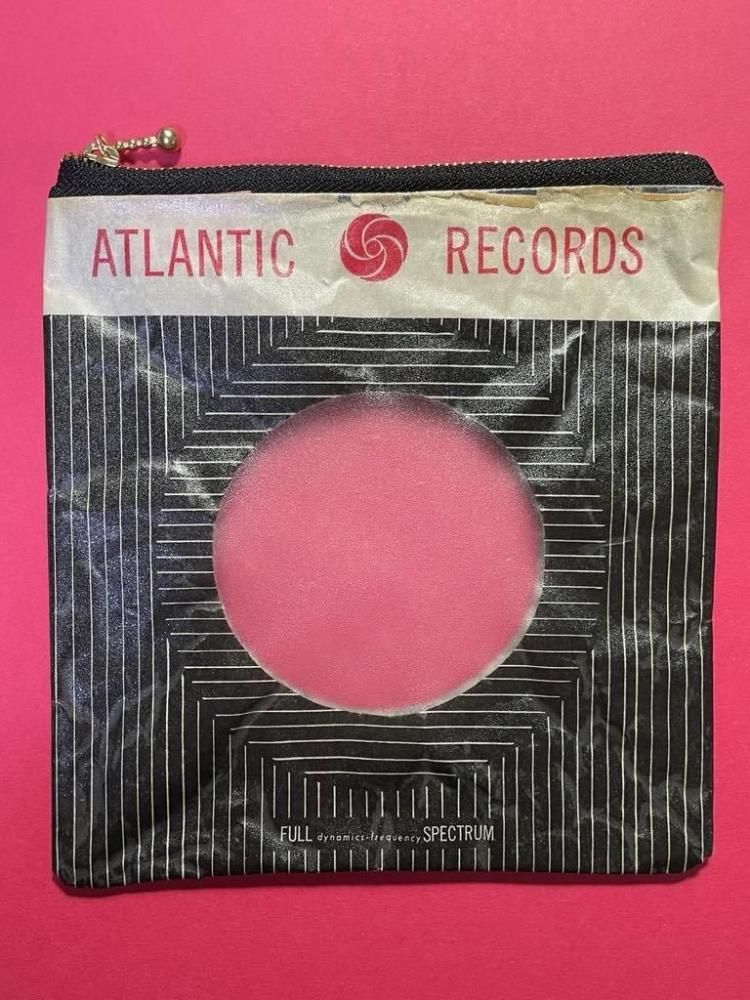 ATLANTIC RECORDS
FULL dynamics-frequency SPECTRUM